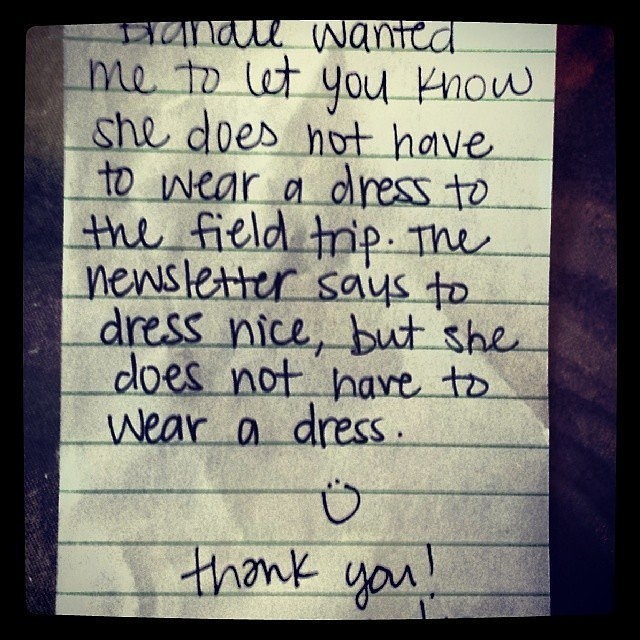 wanted
me to let you know
she does not have
to wear a dress to
the field trip. The
newsletter says to
dress nice, but she
does not have to
wear a dress.
thank you!